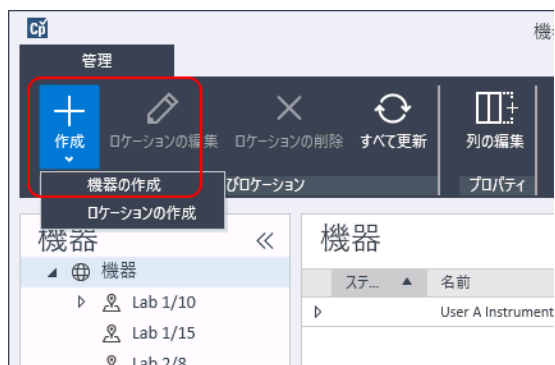 機
管理
作成 ロケーションの編集 ロケーションの削除 すべて更新 列の編集
機器の作成
びロケーション プロパティ
ロケーションの作成
機器 機器
機器
ステ... 名前
Lab 1/10
User A Instrument
Lab 1/15
Lab 2/8